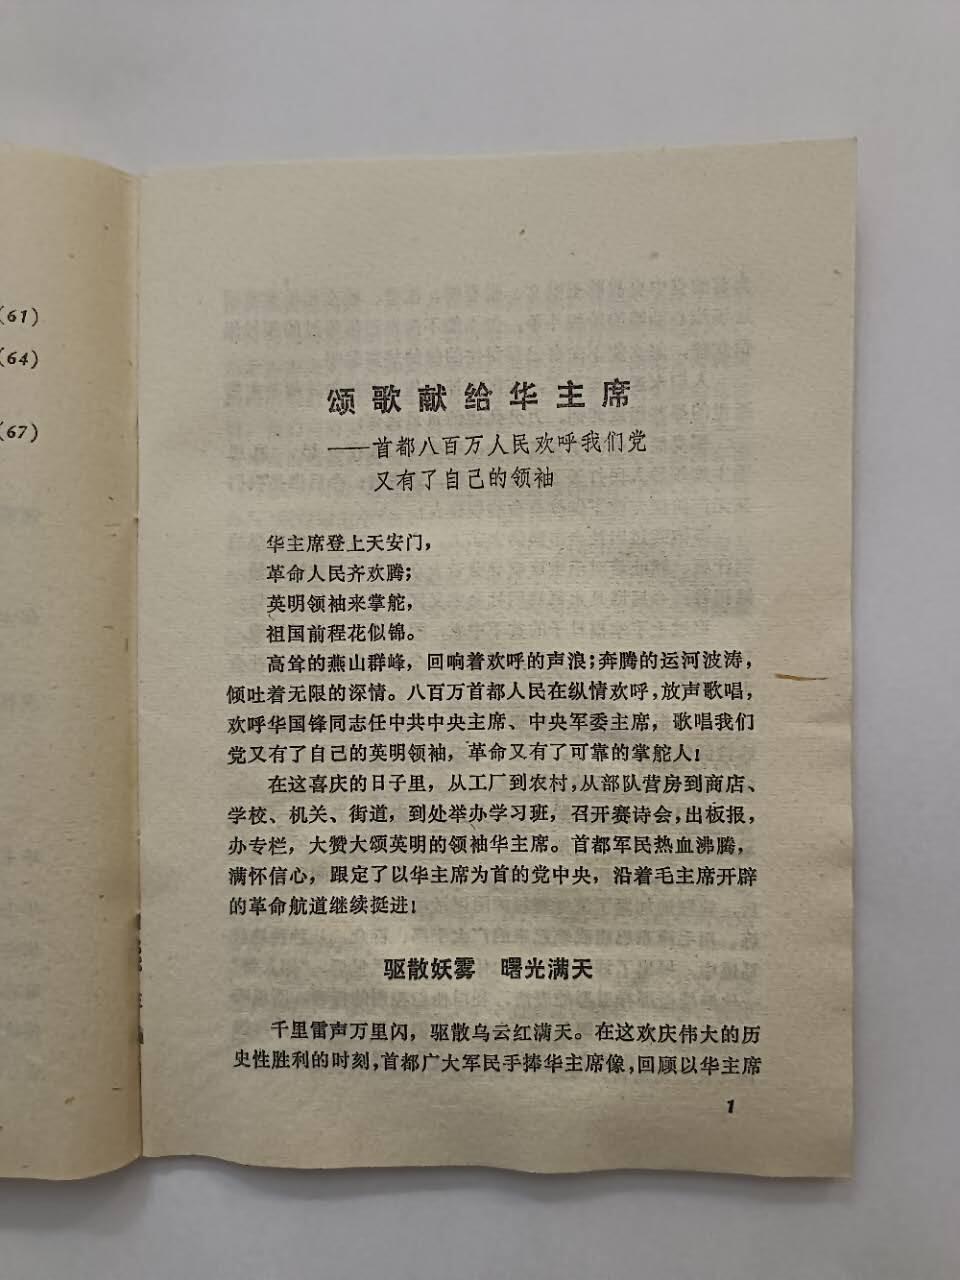 (61)
(64)
(67)
颂歌献给华主席
——首都八百万人民欢呼我们党
又有了自己的领袖
华主席登上天安门，
革命人民齐欢腾；
英明领袖来掌舵，
祖国前程花似锦。
高耸的燕山群峰，回响着欢呼的声浪；奔腾的运河波涛，
倾吐着无限的深情。八百万首都人民在纵情欢呼，放声歌唱，
欢呼华国锋同志任中共中央主席、中央军委主席，歌唱我们
党又有了自己的英明领袖，革命又有了可靠的掌舵人！
在这喜庆的日子里，从工厂到农村，从部队营房到商店、
学校、机关、街道，到处举办学习班，召开赛诗会，出板报，
办专栏，大赞大颂英明的领袖华主席。首都军民热血沸腾，
满怀信心，跟定了以华主席为首的党中央，沿着毛主席开辟
的革命航道继续挺进！
驱散妖雾　曙光满天
千里雷声万里闪，驱散乌云红满天。在这欢庆伟大的历
史性胜利的时刻，首都广大军民手捧华主席像，回顾以华主席
1